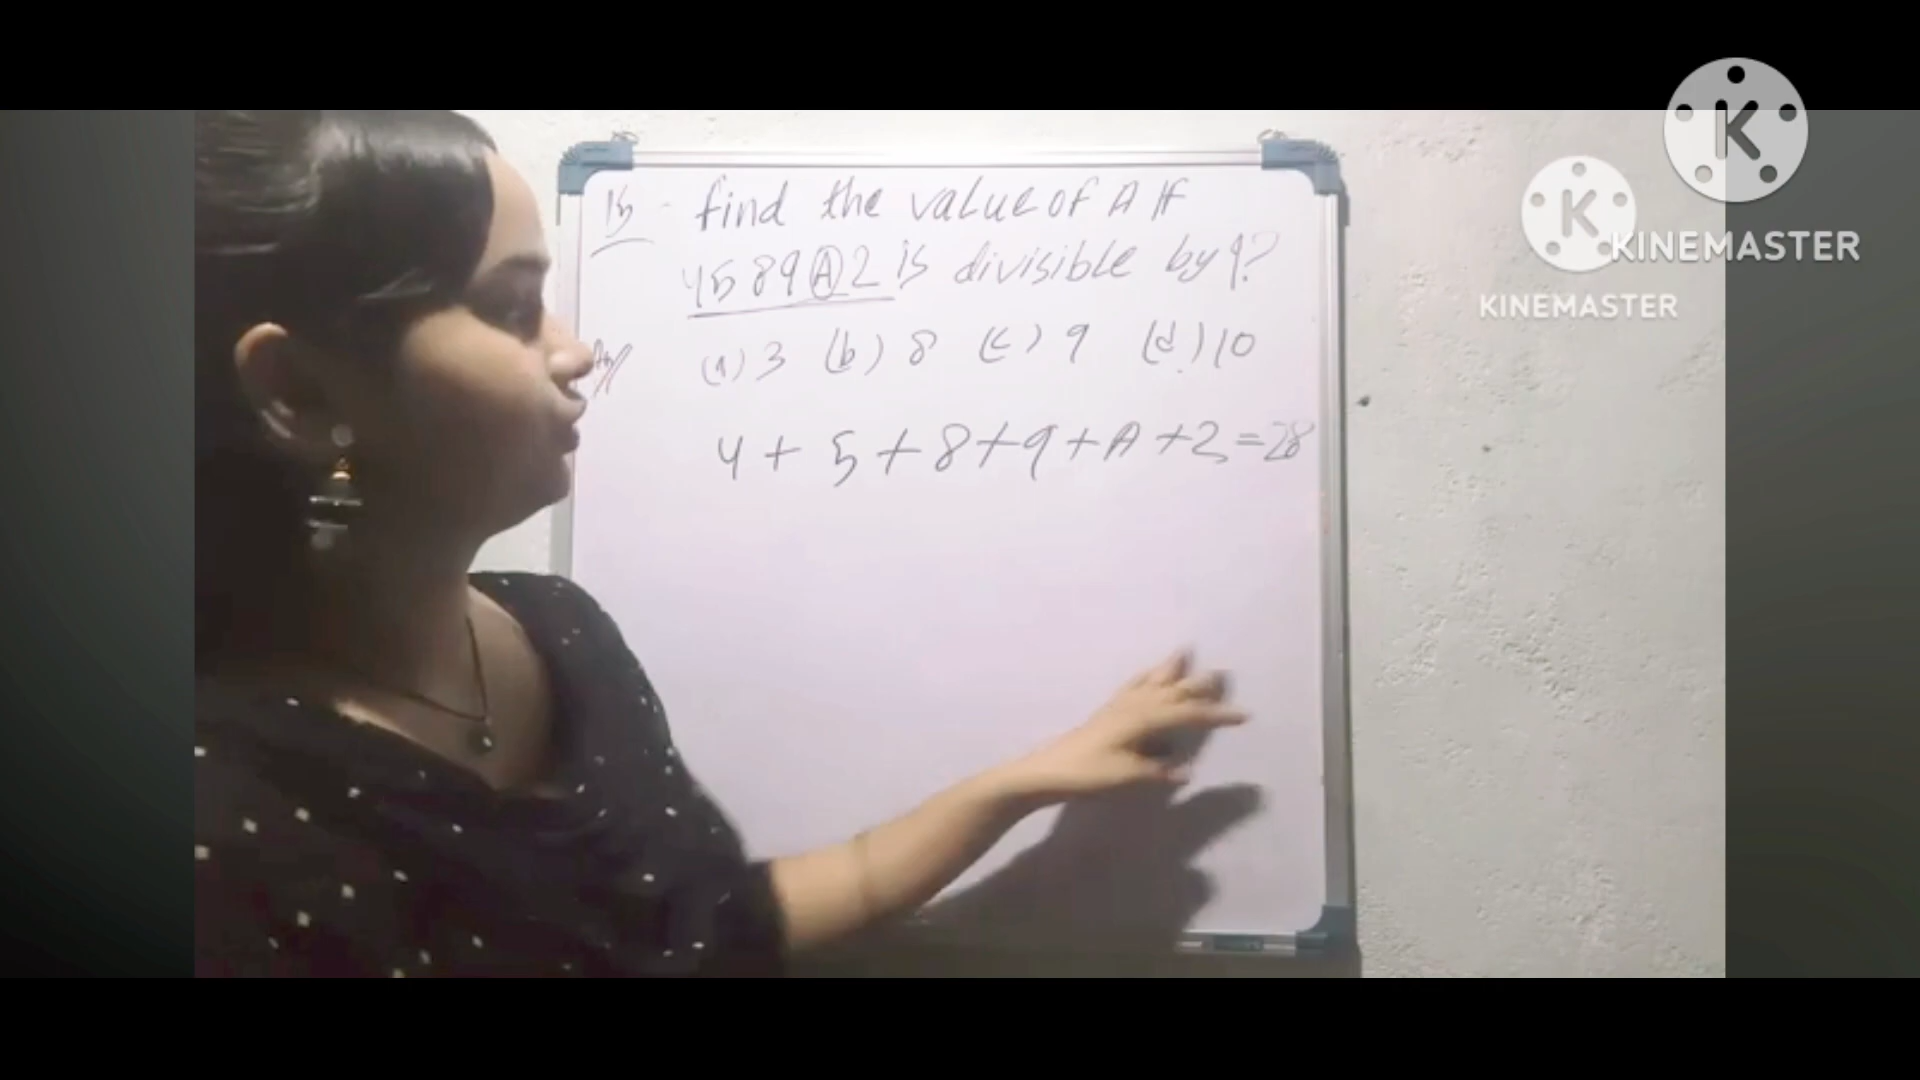 find the value of A If
4589A2 is divisible by 9?
Ans (a) 3 (b) 8 (c) 9 (d) 10
4 + 5 + 8 + 9 + A + 2 = 28
K
KINEMASTER
K
KINEMASTER